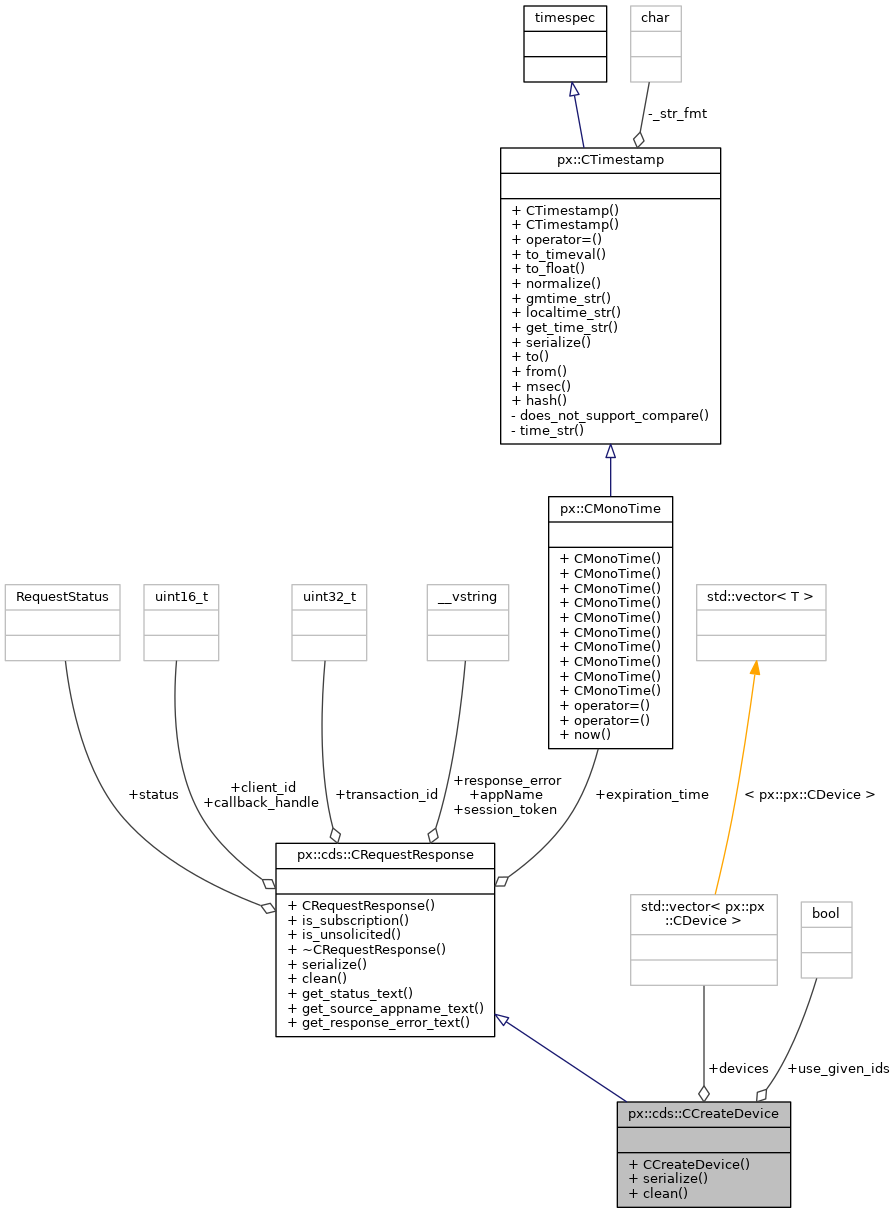 timespec
char
-_str_fmt
px::CTimestamp
+ CTimestamp()
+ CTimestamp()
+ operator=()
+ to_timeval()
+ to_float()
+ normalize()
+ gmtime_str()
+ localtime_str()
+ get_time_str()
+ serialize()
+ to()
+ from()
+ msec()
+ hash()
- does_not_support_compare()
- time_str()
px::CMonoTime
+ CMonoTime()
+ CMonoTime()
+ CMonoTime()
+ CMonoTime()
+ CMonoTime()
+ CMonoTime()
+ CMonoTime()
+ CMonoTime()
+ CMonoTime()
+ CMonoTime()
+ operator=()
+ operator=()
+ now()
RequestStatus
uint16_t
uint32_t
__vstring
std::vector< T >
+status
+client_id
+callback_handle
+transaction_id
+response_error
+appName
+session_token
+expiration_time
< px::px::CDevice >
px::cds::CRequestResponse
+ CRequestResponse()
+ is_subscription()
+ is_unsolicited()
+ ~CRequestResponse()
+ serialize()
+ clean()
+ get_status_text()
+ get_source_appname_text()
+ get_response_error_text()
std::vector< px::px
::CDevice >
bool
+devices
+use_given_ids
px::cds::CCreateDevice
+ CCreateDevice()
+ serialize()
+ clean()